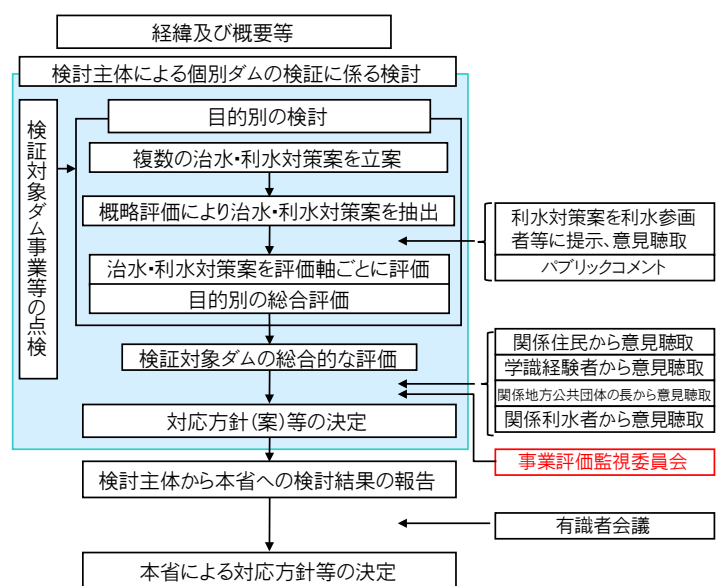 経緯及び概要等
検討主体による個別ダムの検証に係る検討
検証対象ダム事業等の点検
目的別の検討
複数の治水・利水対策案を立案
概略評価により治水・利水対策案を抽出
利水対策案を利水参画
者等に提示、意見聴取
パブリックコメント
治水・利水対策案を評価軸ごとに評価
目的別の総合評価
検証対象ダムの総合的な評価
関係住民から意見聴取
学識経験者から意見聴取
関係地方公共団体の長から意見聴取
関係利水者から意見聴取
対応方針(案)等の決定
事業評価監視委員会
検討主体から本省への検討結果の報告
有識者会議
本省による対応方針等の決定